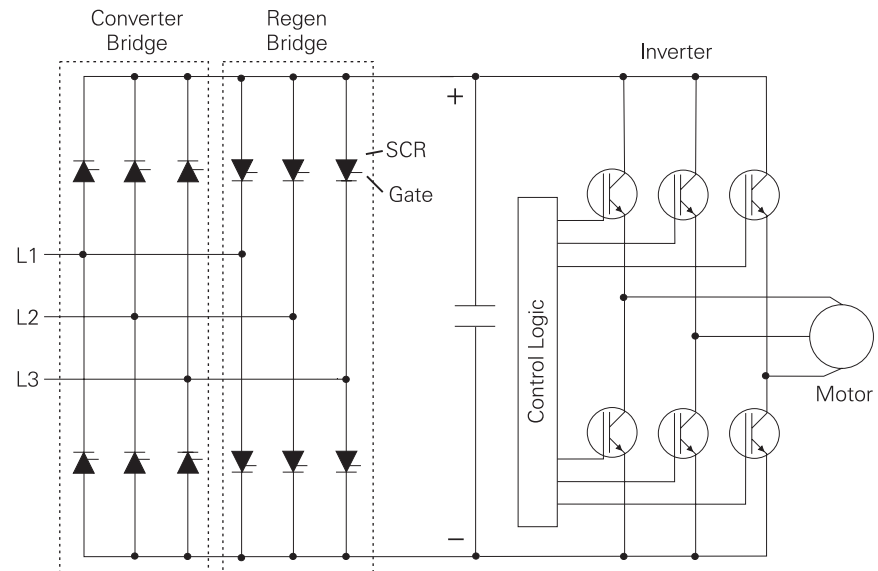 Converter
Bridge
Regen
Bridge
Inverter
+
SCR
Gate
L1
L2
L3
Control Logic
Motor
−